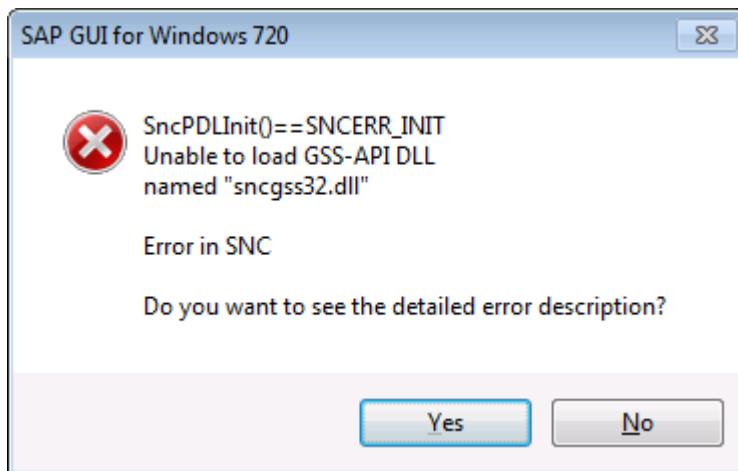 SAP GUI for Windows 720
SncPDLInit()==SNCERR_INIT
Unable to load GSS-API DLL
named "sncgss32.dll"
Error in SNC
Do you want to see the detailed error description?
Yes
No